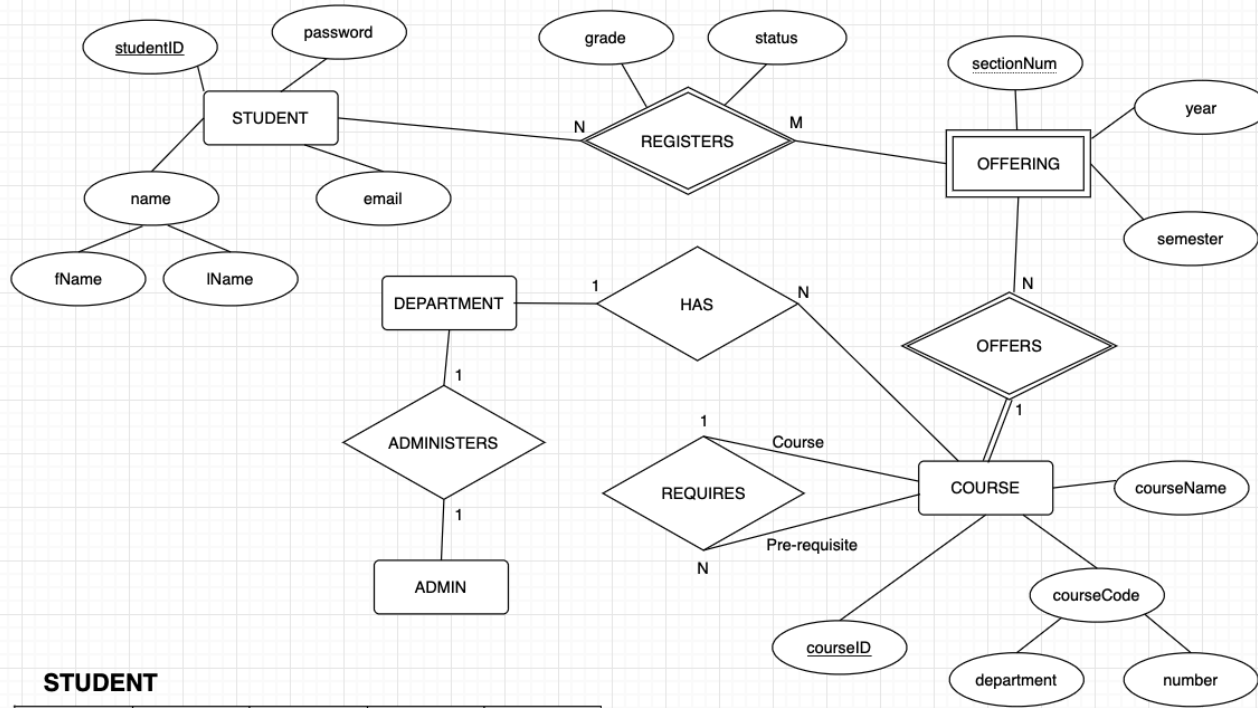 studentID
password
grade
status
sectionNum
year
STUDENT
N
REGISTERS
M
OFFERING
name
email
semester
fName
lName
DEPARTMENT
1
HAS
N
N
OFFERS
1
1
ADMINISTERS
1
1
Course
REQUIRES
Pre-requisite
N
COURSE
courseName
ADMIN
courseCode
courseID
department
number
STUDENT